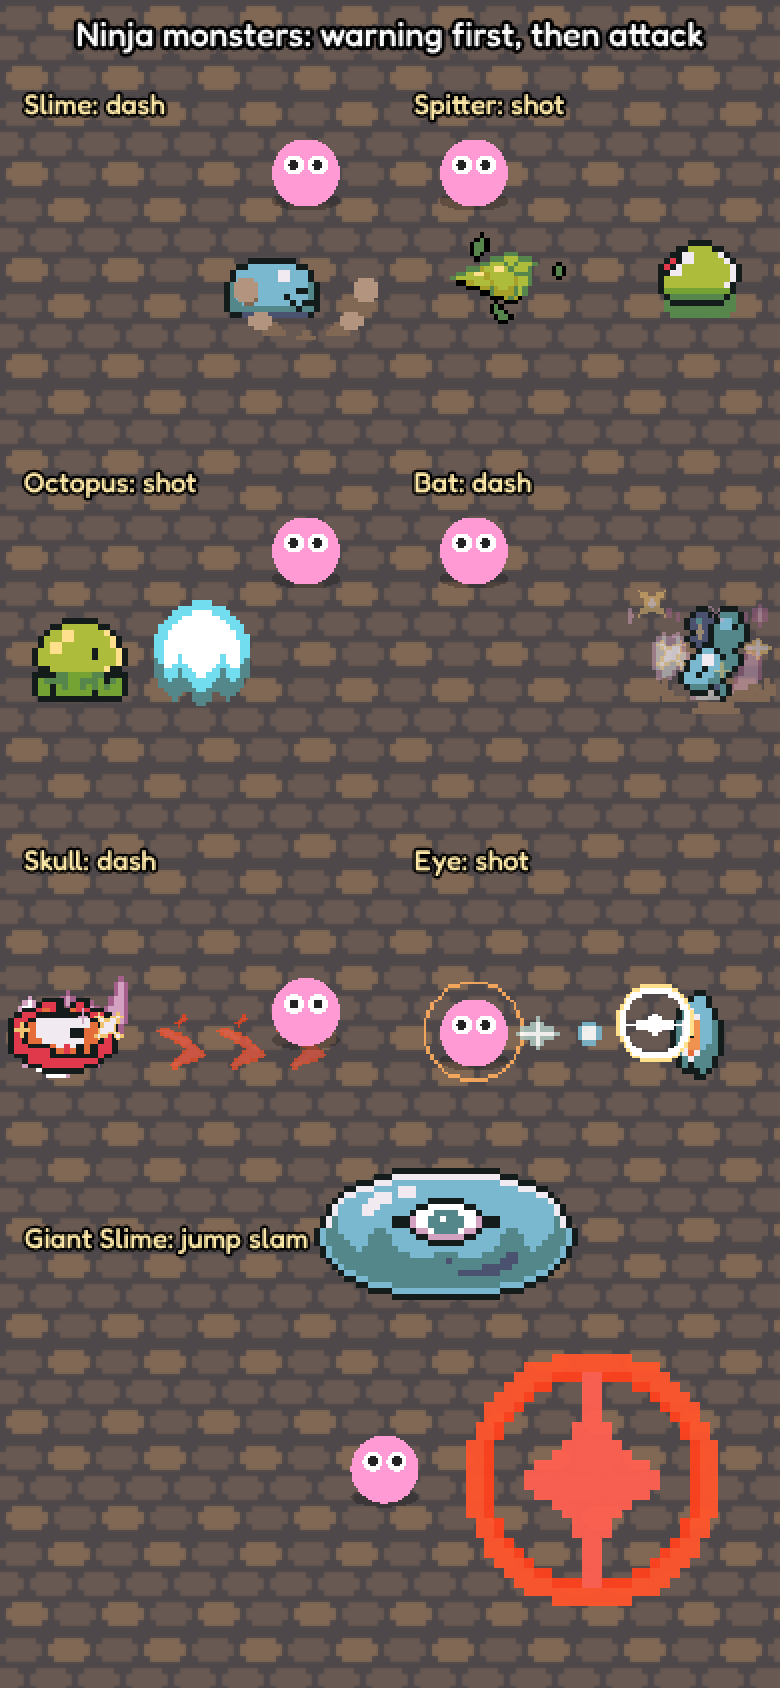 Ninja monsters: warning first, then attack
Slime: dash
Spitter: shot
Octopus: shot
Bat: dash
Skull: dash
Eye: shot
Giant Slime: jump slam